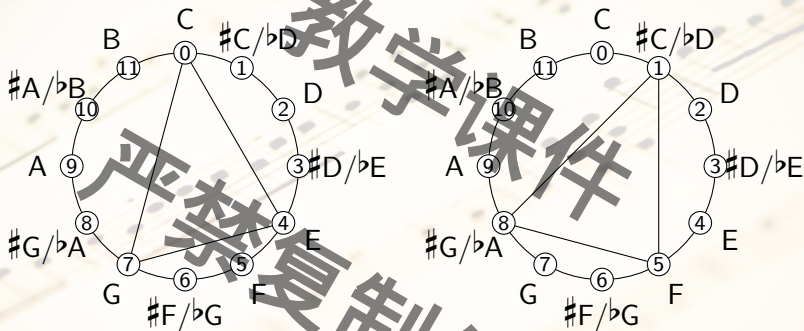 C
♯C/♭D
D
♯D/♭E
E
F
♯F/♭G
G
♯G/♭A
A
♯A/♭B
B
0
1
2
3
4
5
6
7
8
9
10
11
C
♯C/♭D
D
♯D/♭E
E
F
♯F/♭G
G
♯G/♭A
A
♯A/♭B
B
0
1
2
3
4
5
6
7
8
9
10
11
教学课件
严禁复制